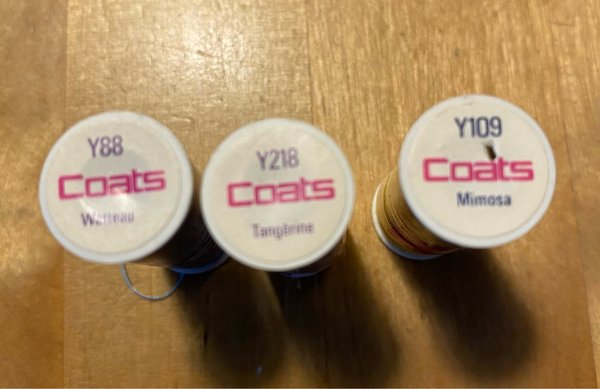 Y88
Coats
Watteau
Y218
Coats
Tangerine
Y109
Coats
Mimosa